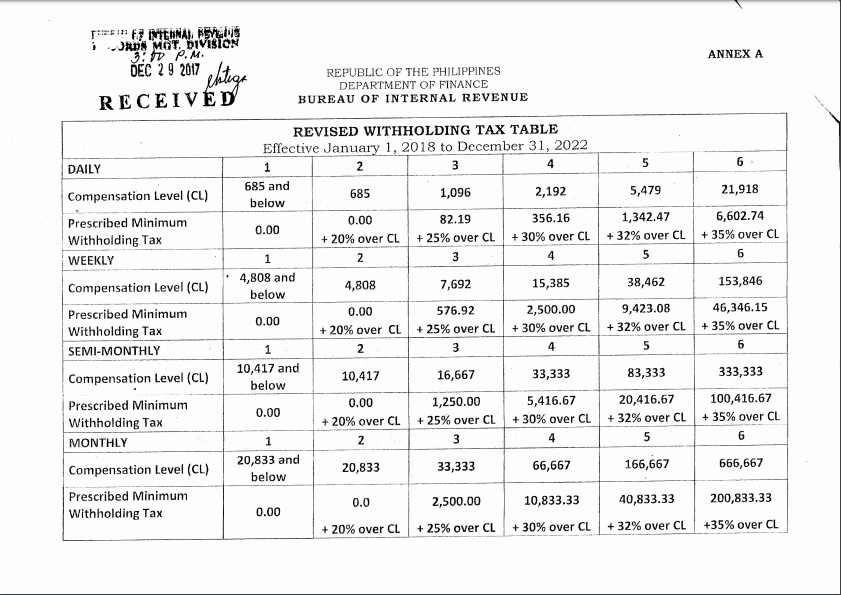 INTERNAL REVENUE
MGT. DIVISION
3:00 P.M.
DEC 29 2017
RECEIVED
ANNEX A
REPUBLIC OF THE PHILIPPINES
DEPARTMENT OF FINANCE
BUREAU OF INTERNAL REVENUE
REVISED WITHHOLDING TAX TABLE
Effective January 1, 2018 to December 31, 2022
DAILY 1 2 3 4 5 6
Compensation Level (CL) 685 and below 685 1,096 2,192 5,479 21,918
Prescribed Minimum Withholding Tax 0.00 0.00 + 20% over CL 82.19 + 25% over CL 356.16 + 30% over CL 1,342.47 + 32% over CL 6,602.74 + 35% over CL
WEEKLY 1 2 3 4 5 6
Compensation Level (CL) 4,808 and below 4,808 7,692 15,385 38,462 153,846
Prescribed Minimum Withholding Tax 0.00 0.00 + 20% over CL 576.92 + 25% over CL 2,500.00 + 30% over CL 9,423.08 + 32% over CL 46,346.15 + 35% over CL
SEMI-MONTHLY 1 2 3 4 5 6
Compensation Level (CL) 10,417 and below 10,417 16,667 33,333 83,333 333,333
Prescribed Minimum Withholding Tax 0.00 0.00 + 20% over CL 1,250.00 + 25% over CL 5,416.67 + 30% over CL 20,416.67 + 32% over CL 100,416.67 + 35% over CL
MONTHLY 1 2 3 4 5 6
Compensation Level (CL) 20,833 and below 20,833 33,333 66,667 166,667 666,667
Prescribed Minimum Withholding Tax 0.00 0.0 + 20% over CL 2,500.00 + 25% over CL 10,833.33 + 30% over CL 40,833.33 + 32% over CL 200,833.33 +35% over CL